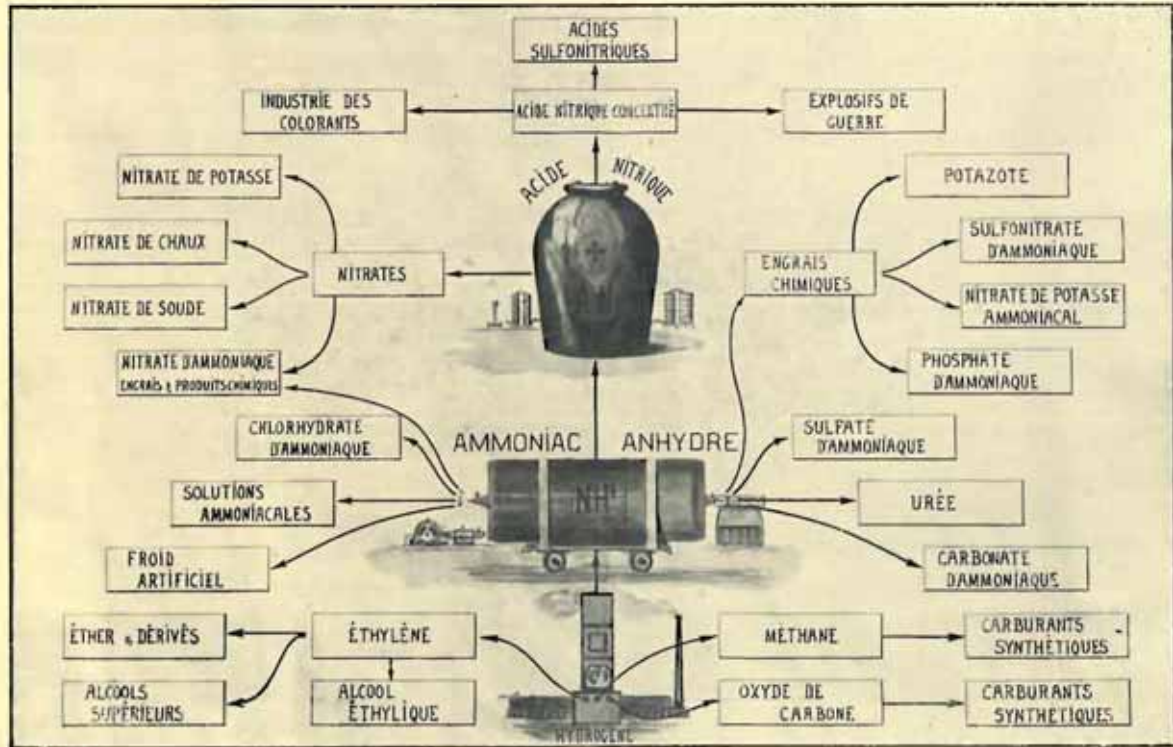 ACIDES
SULFONITRIQUES
INDUSTRIE DES
COLORANTS
ACIDE NITRIQUE CONCENTRÉ
EXPLOSIFS DE
GUERRE
ACIDE NITRIQUE
NITRATE DE POTASSE
NITRATE DE CHAUX
NITRATE DE SOUDE
NITRATES
NITRATE D'AMMONIAQUE
ENGRAIS & PRODUITS CHIMIQUES
ENGRAIS
CHIMIQUES
POTAZOTE
SULFONITRATE
D'AMMONIAQUE
NITRATE DE POTASSE
AMMONIACAL
PHOSPHATE
D'AMMONIAQUE
CHLORHYDRATE
D'AMMONIAQUE
AMMONIAC ANHYDRE
SULFATE
D'AMMONIAQUE
SOLUTIONS
AMMONIACALES
NH³
URÉE
FROID
ARTIFICIEL
CARBONATE
D'AMMONIAQUE
ÉTHER & DÉRIVÉS
ÉTHYLÈNE
MÉTHANE
CARBURANTS
SYNTHÉTIQUES
ALCOOLS
SUPÉRIEURS
ALCOOL
ÉTHYLIQUE
OXYDE DE
CARBONE
CARBURANTS
SYNTHÉTIQUES
HYDROGÈNE